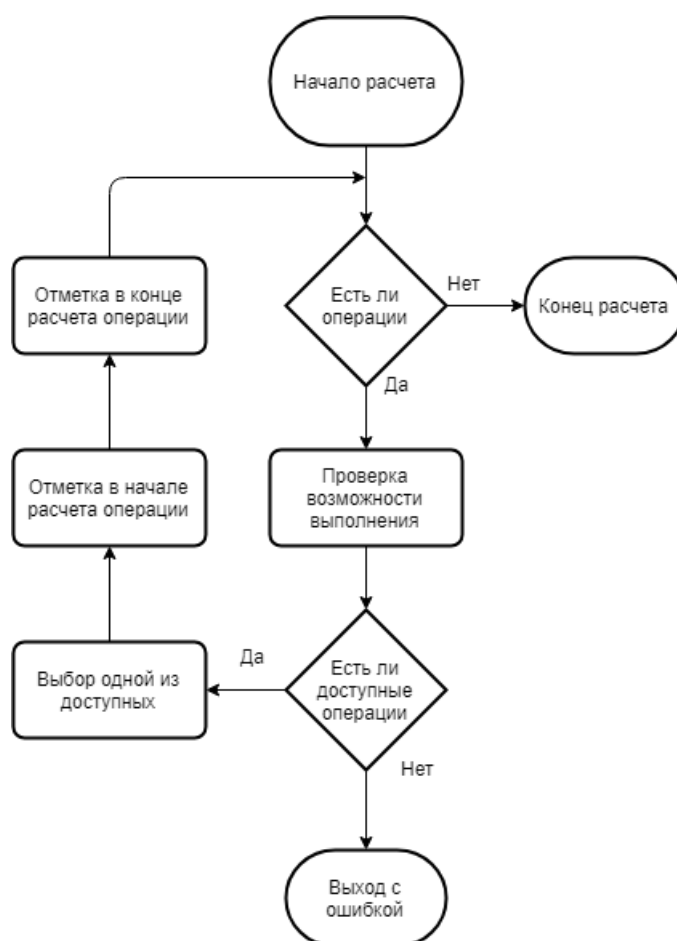 Начало расчета
Отметка в конце
расчета операции
Есть ли
операции
Нет
Конец расчета
Да
Отметка в начале
расчета операции
Проверка
возможности
выполнения
Выбор одной из
доступных
Да
Есть ли
доступные
операции
Нет
Выход с
ошибкой